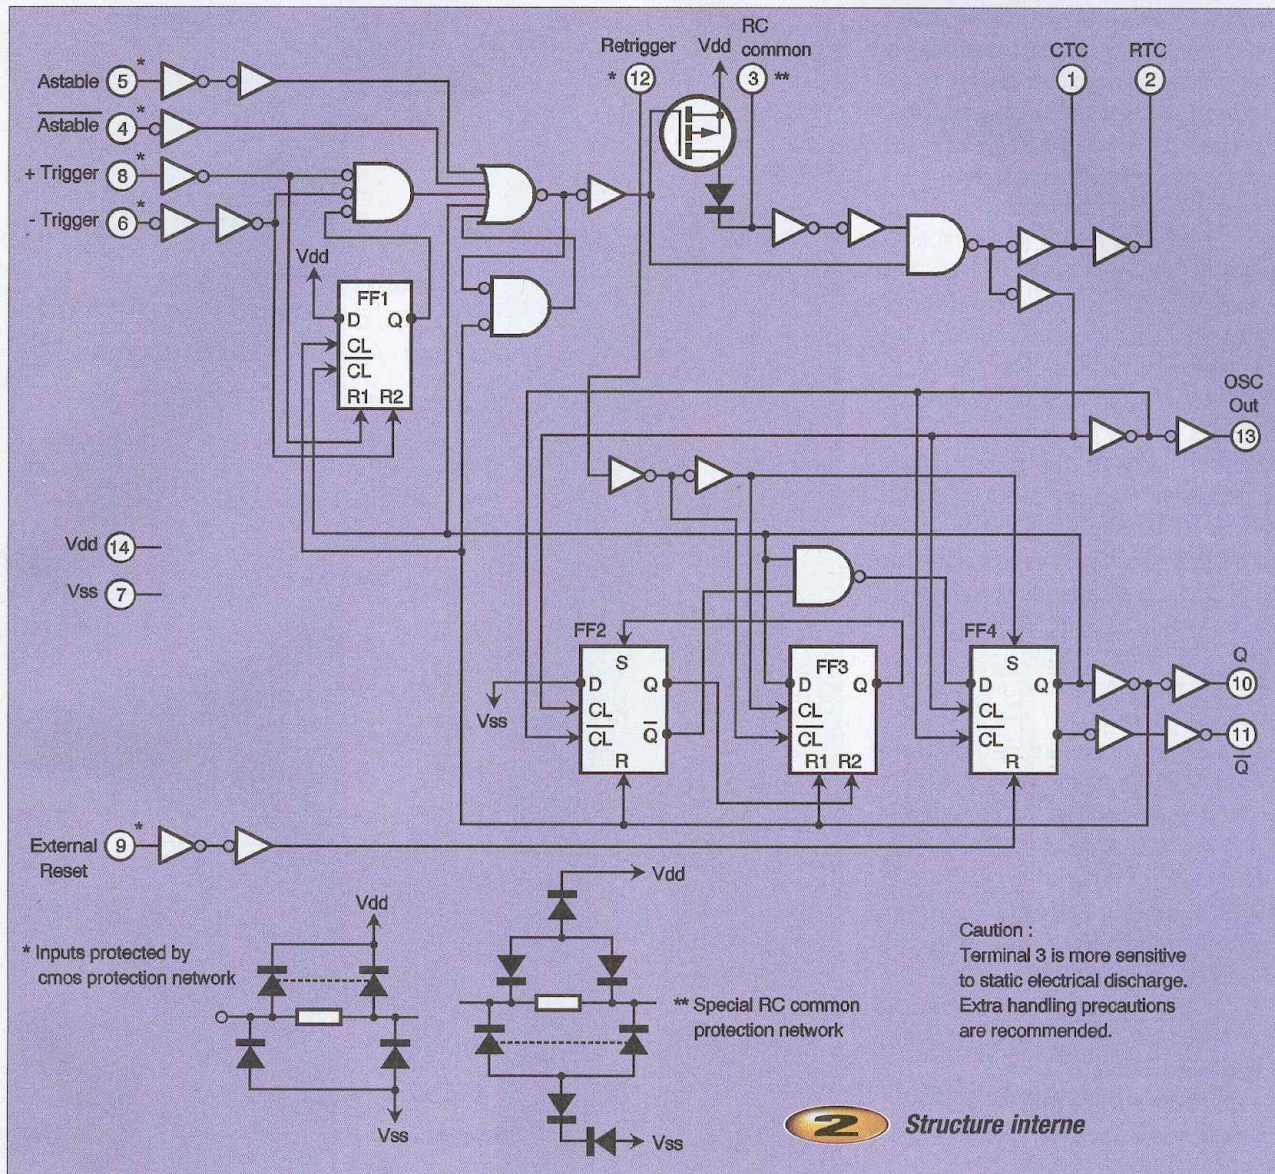 Astable 5 *
Astable 4 *
+ Trigger 8 *
- Trigger 6 *
Retrigger
* 12
Vdd
RC
common
3 **
CTC
1
RTC
2
Vdd
FF1
D Q
CL
CL
R1 R2
OSC
Out
13
Vdd 14
Vss 7
FF2
S
D Q
CL
CL Q
R
Vss
FF3
D Q
CL
CL
R1 R2
FF4
S
D Q
CL
CL
R
Q
10
11
Q
External
Reset
9 *
Vdd
* Inputs protected by
cmos protection network
Vss
Vdd
** Special RC common
protection network
Vss
Caution :
Terminal 3 is more sensitive
to static electrical discharge.
Extra handling precautions
are recommended.
2 Structure interne